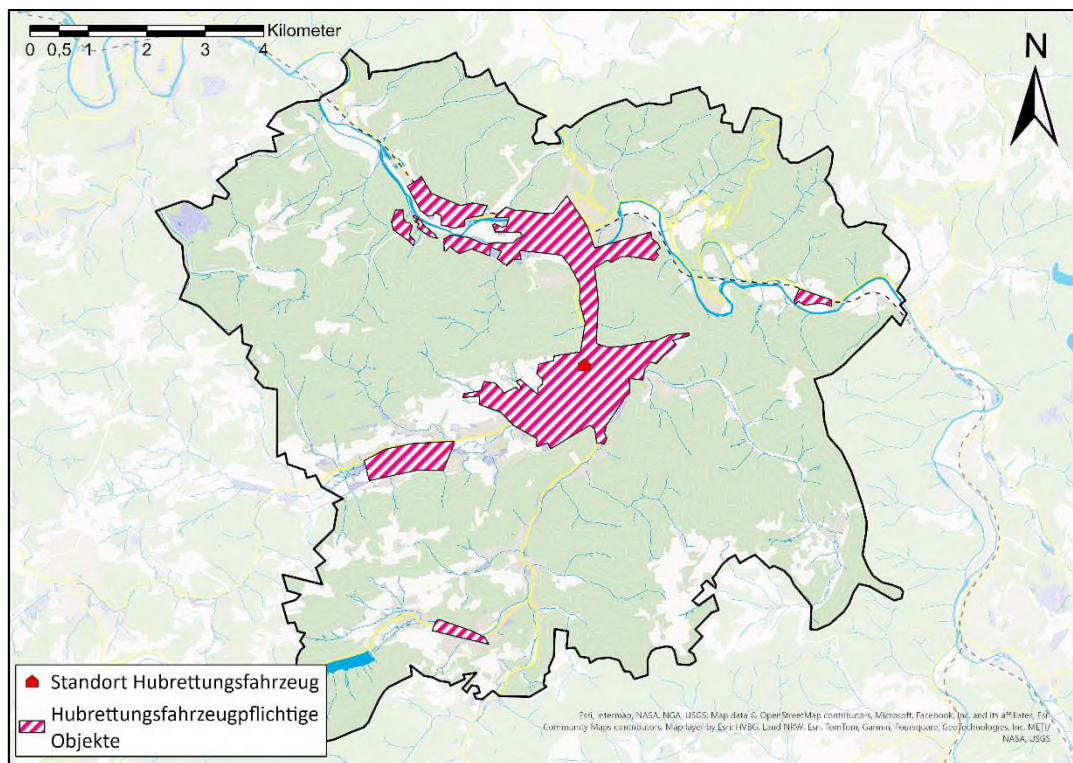 Kilometer
0 0,5 1 2 3 4
N
Standort Hubrettungsfahrzeug
Hubrettungsfahrzeugpflichtige
Objekte
Esri, Intermap, NASA, NGA, USGS; Map data © OpenStreetMap contributors, Microsoft, Facebook, Inc. and its affiliates, Esri
Community Maps contributors, Map layer by Esri; HVBG, Land NRW, Esri, TomTom, Garmin, Foursquare, GeoTechnologies, Inc, METI/
NASA, USGS